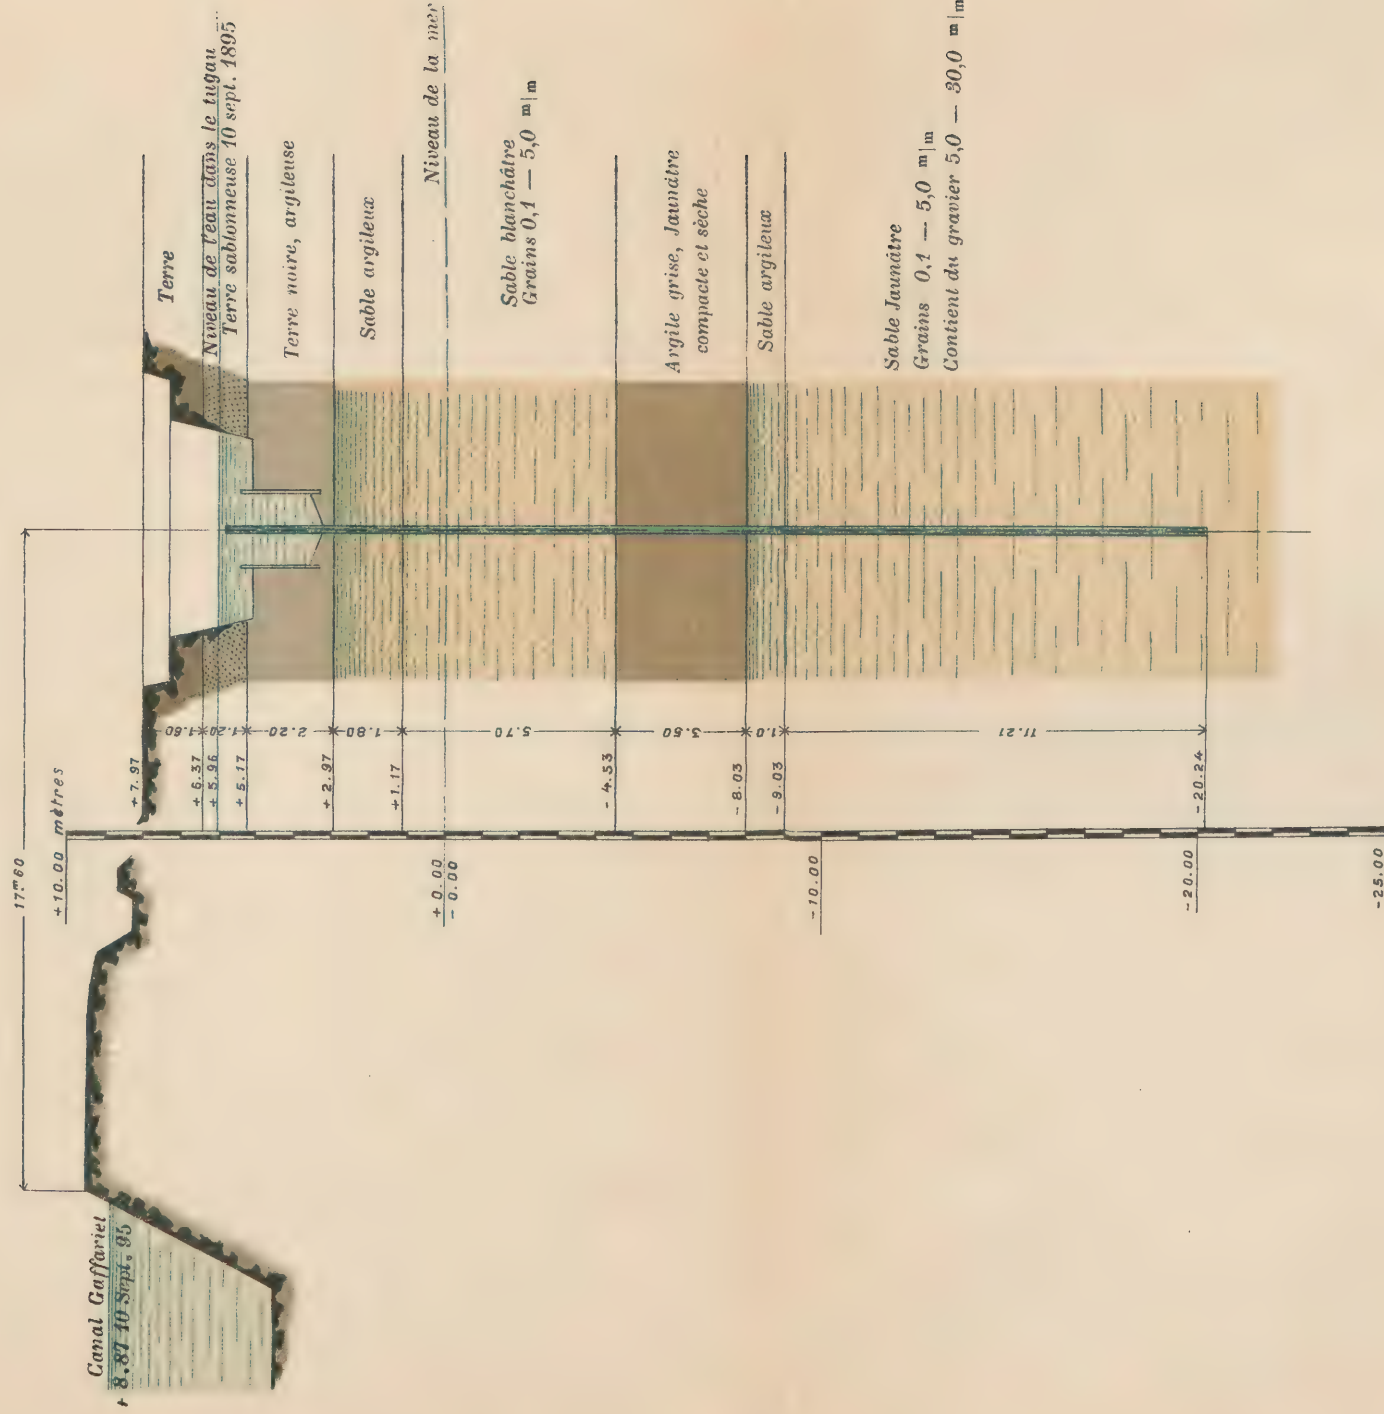 17ᵐ60
+10.00 mètres
Canal Gaffariet
+ 8.87 10 Sept. 95
+ 7.97
+ 6.37
+ 5.96
+ 5.17
+ 2.97
+1.17
+ 0.00
- 0.00
- 4.53
- 8.03
- 9.03
-10.00
-20.00
-20.24
-25.00
1.60
1.20
2.20
1.80
5.70
3.50
1.0
11.21
Terre
Niveau de l'eau dans le tugau
Terre sablonneuse 10 sept. 1895
Terre noire, argileuse
Sable argileux
Niveau de la mer
Sable blanchâtre
Grains 0,1 — 5,0 m|m
Argile grise, Jaunâtre
compacte et sèche
Sable argileux
Sable Jaunâtre
Grains 0,1 — 5,0 m|m
Contient du gravier 5,0 — 30,0 m|m